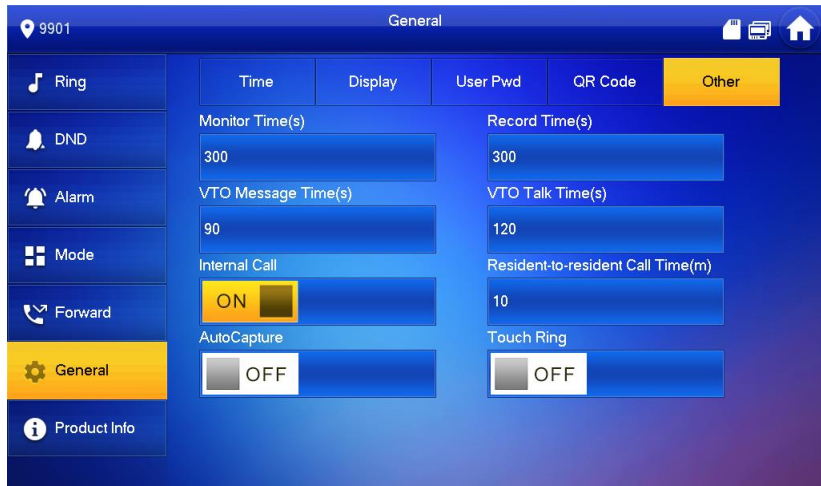 9901
General
Ring
DND
Alarm
Mode
Forward
General
Product Info
Time
Display
User Pwd
QR Code
Other
Monitor Time(s)
300
Record Time(s)
300
VTO Message Time(s)
90
VTO Talk Time(s)
120
Internal Call
ON
Resident-to-resident Call Time(m)
10
AutoCapture
OFF
Touch Ring
OFF